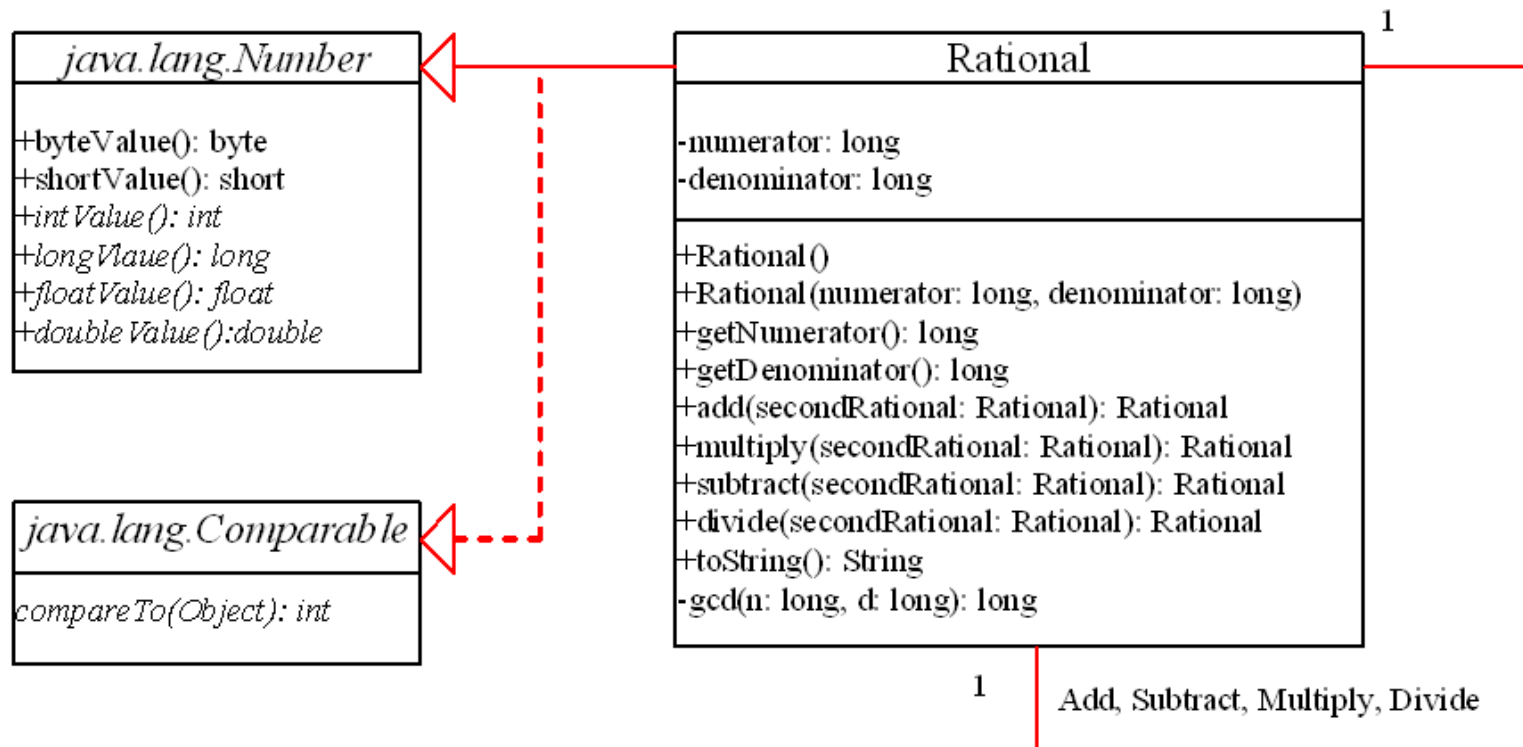 java.lang.Number
+byteValue(): byte
+shortValue(): short
+intValue(): int
+longVlaue(): long
+floatValue(): float
+doubleValue():double
java.lang.Comparable
compareTo(Object): int
1
Rational
-numerator: long
-denominator: long
+Rational()
+Rational(numerator: long, denominator: long)
+getNumerator(): long
+getDenominator(): long
+add(secondRational: Rational): Rational
+multiply(secondRational: Rational): Rational
+subtract(secondRational: Rational): Rational
+divide(secondRational: Rational): Rational
+toString(): String
-gcd(n: long, d: long): long
1
Add, Subtract, Multiply, Divide